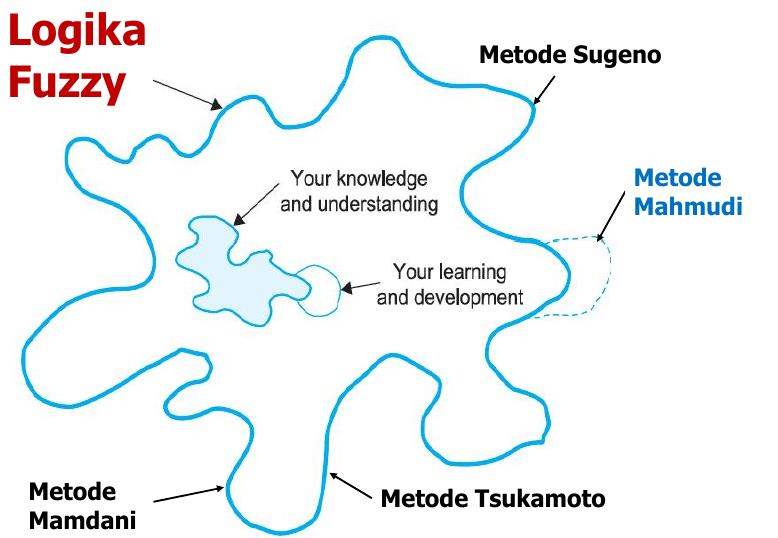 Logika
Fuzzy
Metode Sugeno
Your knowledge
and understanding
Metode
Mahmudi
Your learning
and development
Metode
Mamdani
Metode Tsukamoto